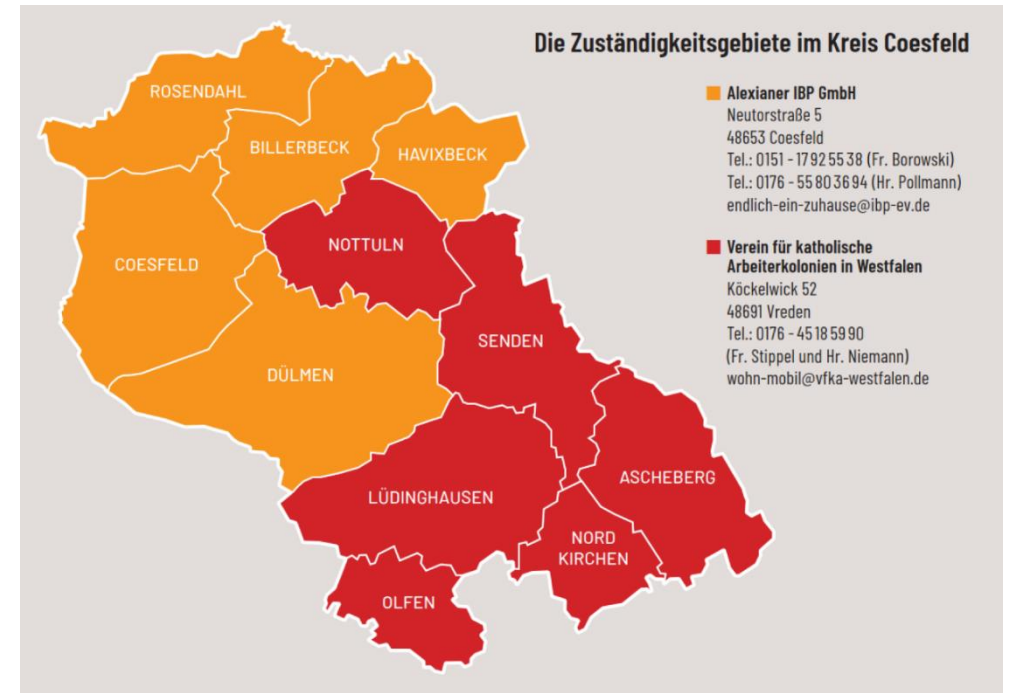 Die Zuständigkeitsgebiete im Kreis Coesfeld
Alexianer IBP GmbH
Neutorstraße 5
48653 Coesfeld
Tel.: 0151 - 17 92 55 38 (Fr. Borowski)
Tel.: 0176 - 55 80 36 94 (Hr. Pollmann)
endlich-ein-zuhause@ibp-ev.de
Verein für katholische
Arbeiterkolonien in Westfalen
Köckelwick 52
48691 Vreden
Tel.: 0176 - 45 18 59 90
(Fr. Stippel und Hr. Niemann)
wohn-mobil@vfka-westfalen.de
ROSENDAHL
BILLERBECK
HAVIXBECK
NOTTULN
COESFELD
SENDEN
DÜLMEN
ASCHEBERG
LÜDINGHAUSEN
NORD
KIRCHEN
OLFEN